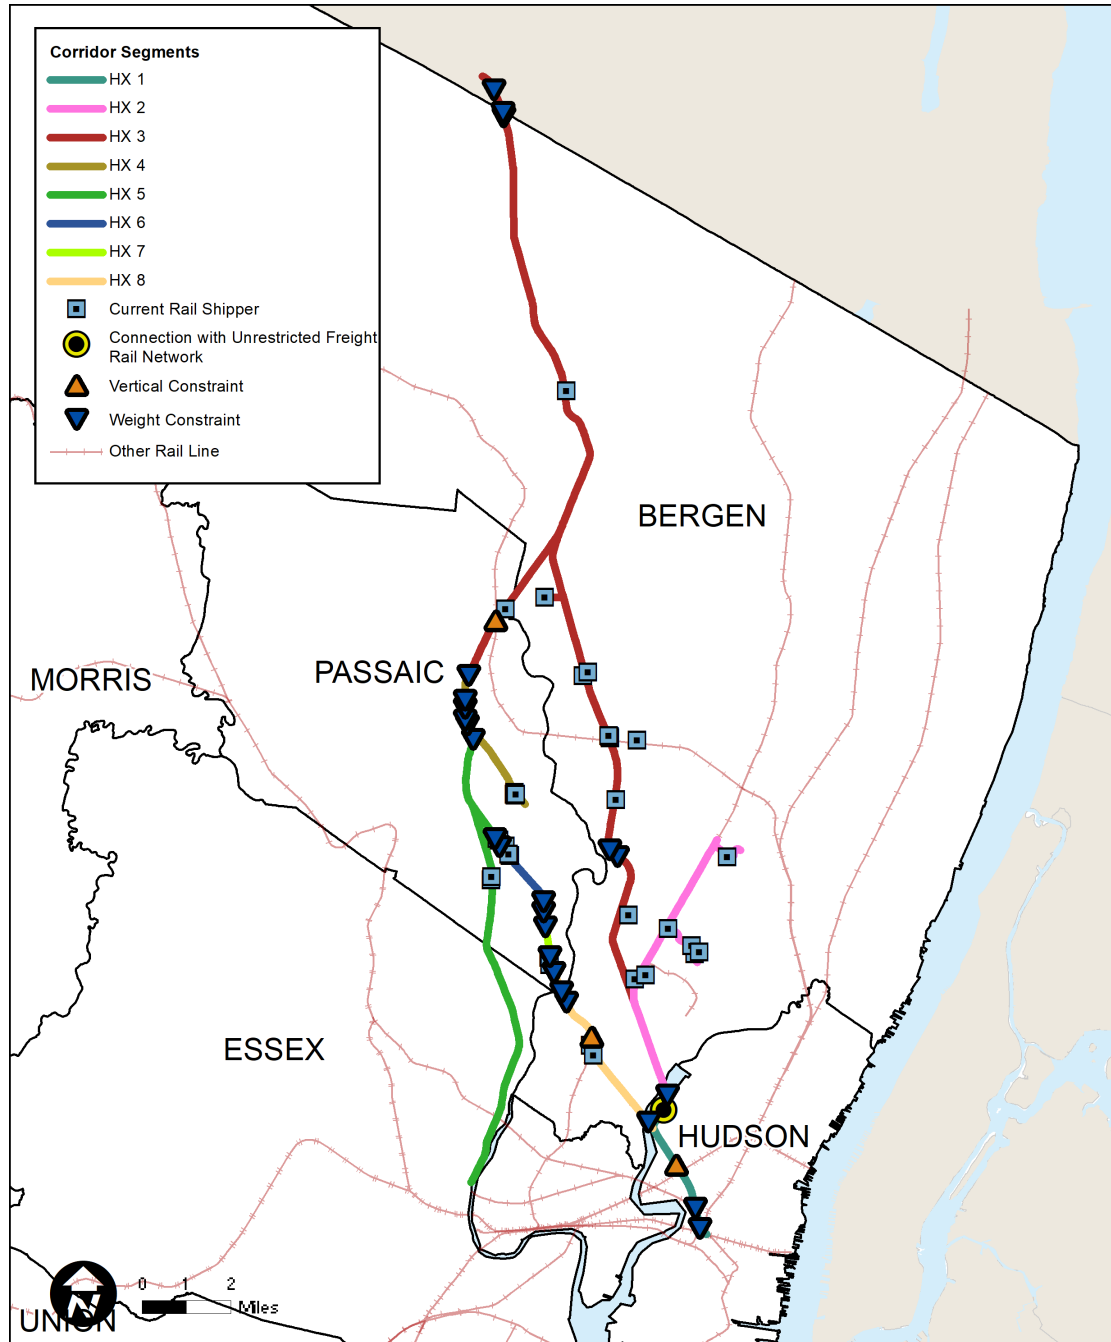 Corridor Segments
HX 1
HX 2
HX 3
HX 4
HX 5
HX 6
HX 7
HX 8
Current Rail Shipper
Connection with Unrestricted Freight
Rail Network
Vertical Constraint
Weight Constraint
Other Rail Line
BERGEN
PASSAIC
MORRIS
ESSEX
HUDSON
N
0 1 2
Miles
UNION